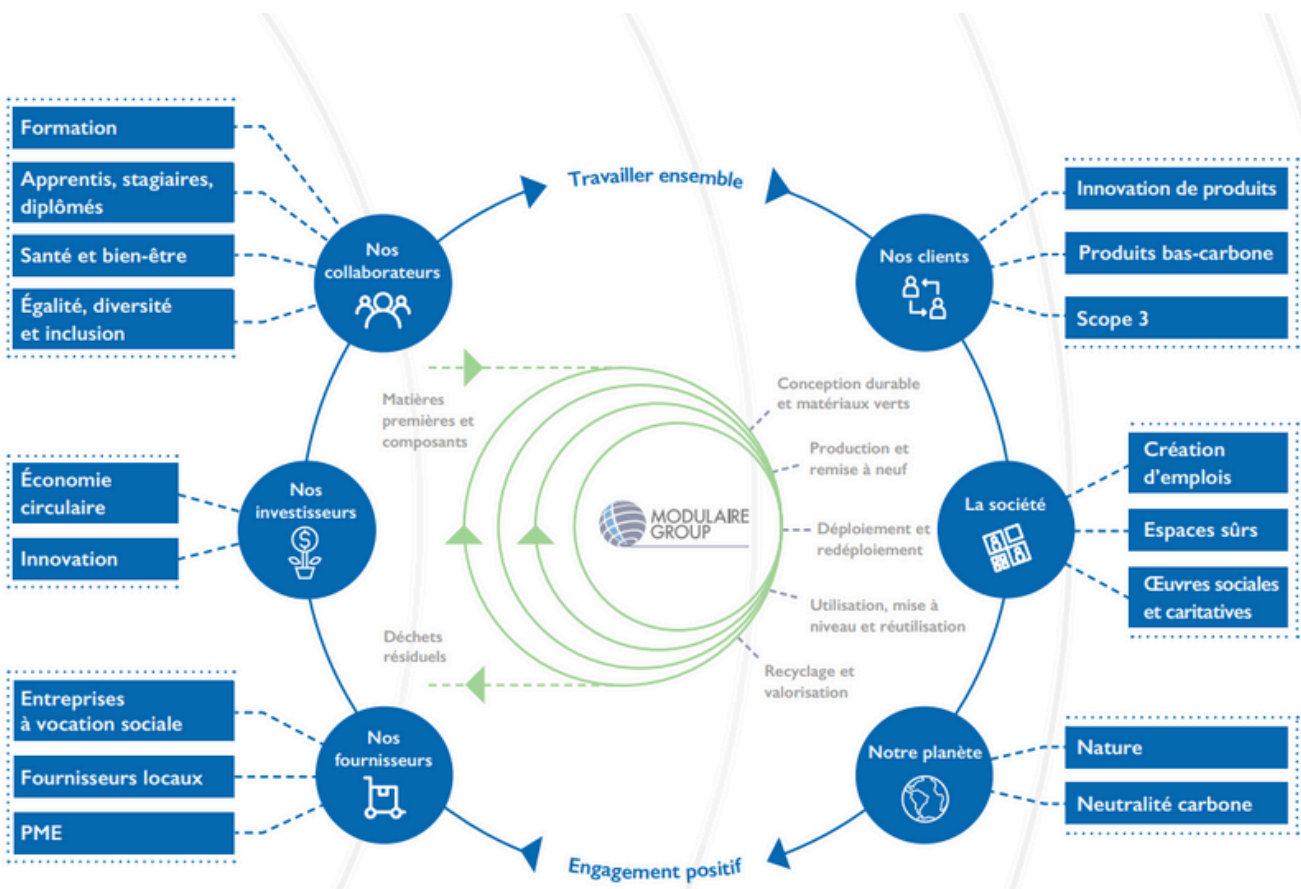 Formation
Apprentis, stagiaires,
diplômés
Santé et bien-être
Égalité, diversité
et inclusion
Nos
collaborateurs
Travailler ensemble
Nos clients
Innovation de produits
Produits bas-carbone
Scope 3
Matières
premières et
composants
Conception durable
et matériaux verts
Production et
remise à neuf
Économie
circulaire
Innovation
Nos
investisseurs
MODULAIRE
GROUP
Déploiement et
redéploiement
La société
Création
d'emplois
Espaces sûrs
Œuvres sociales
et caritatives
Utilisation, mise à
niveau et réutilisation
Déchets
résiduels
Recyclage et
valorisation
Entreprises
à vocation sociale
Fournisseurs locaux
PME
Nos
fournisseurs
Notre planète
Nature
Neutralité carbone
Engagement positif